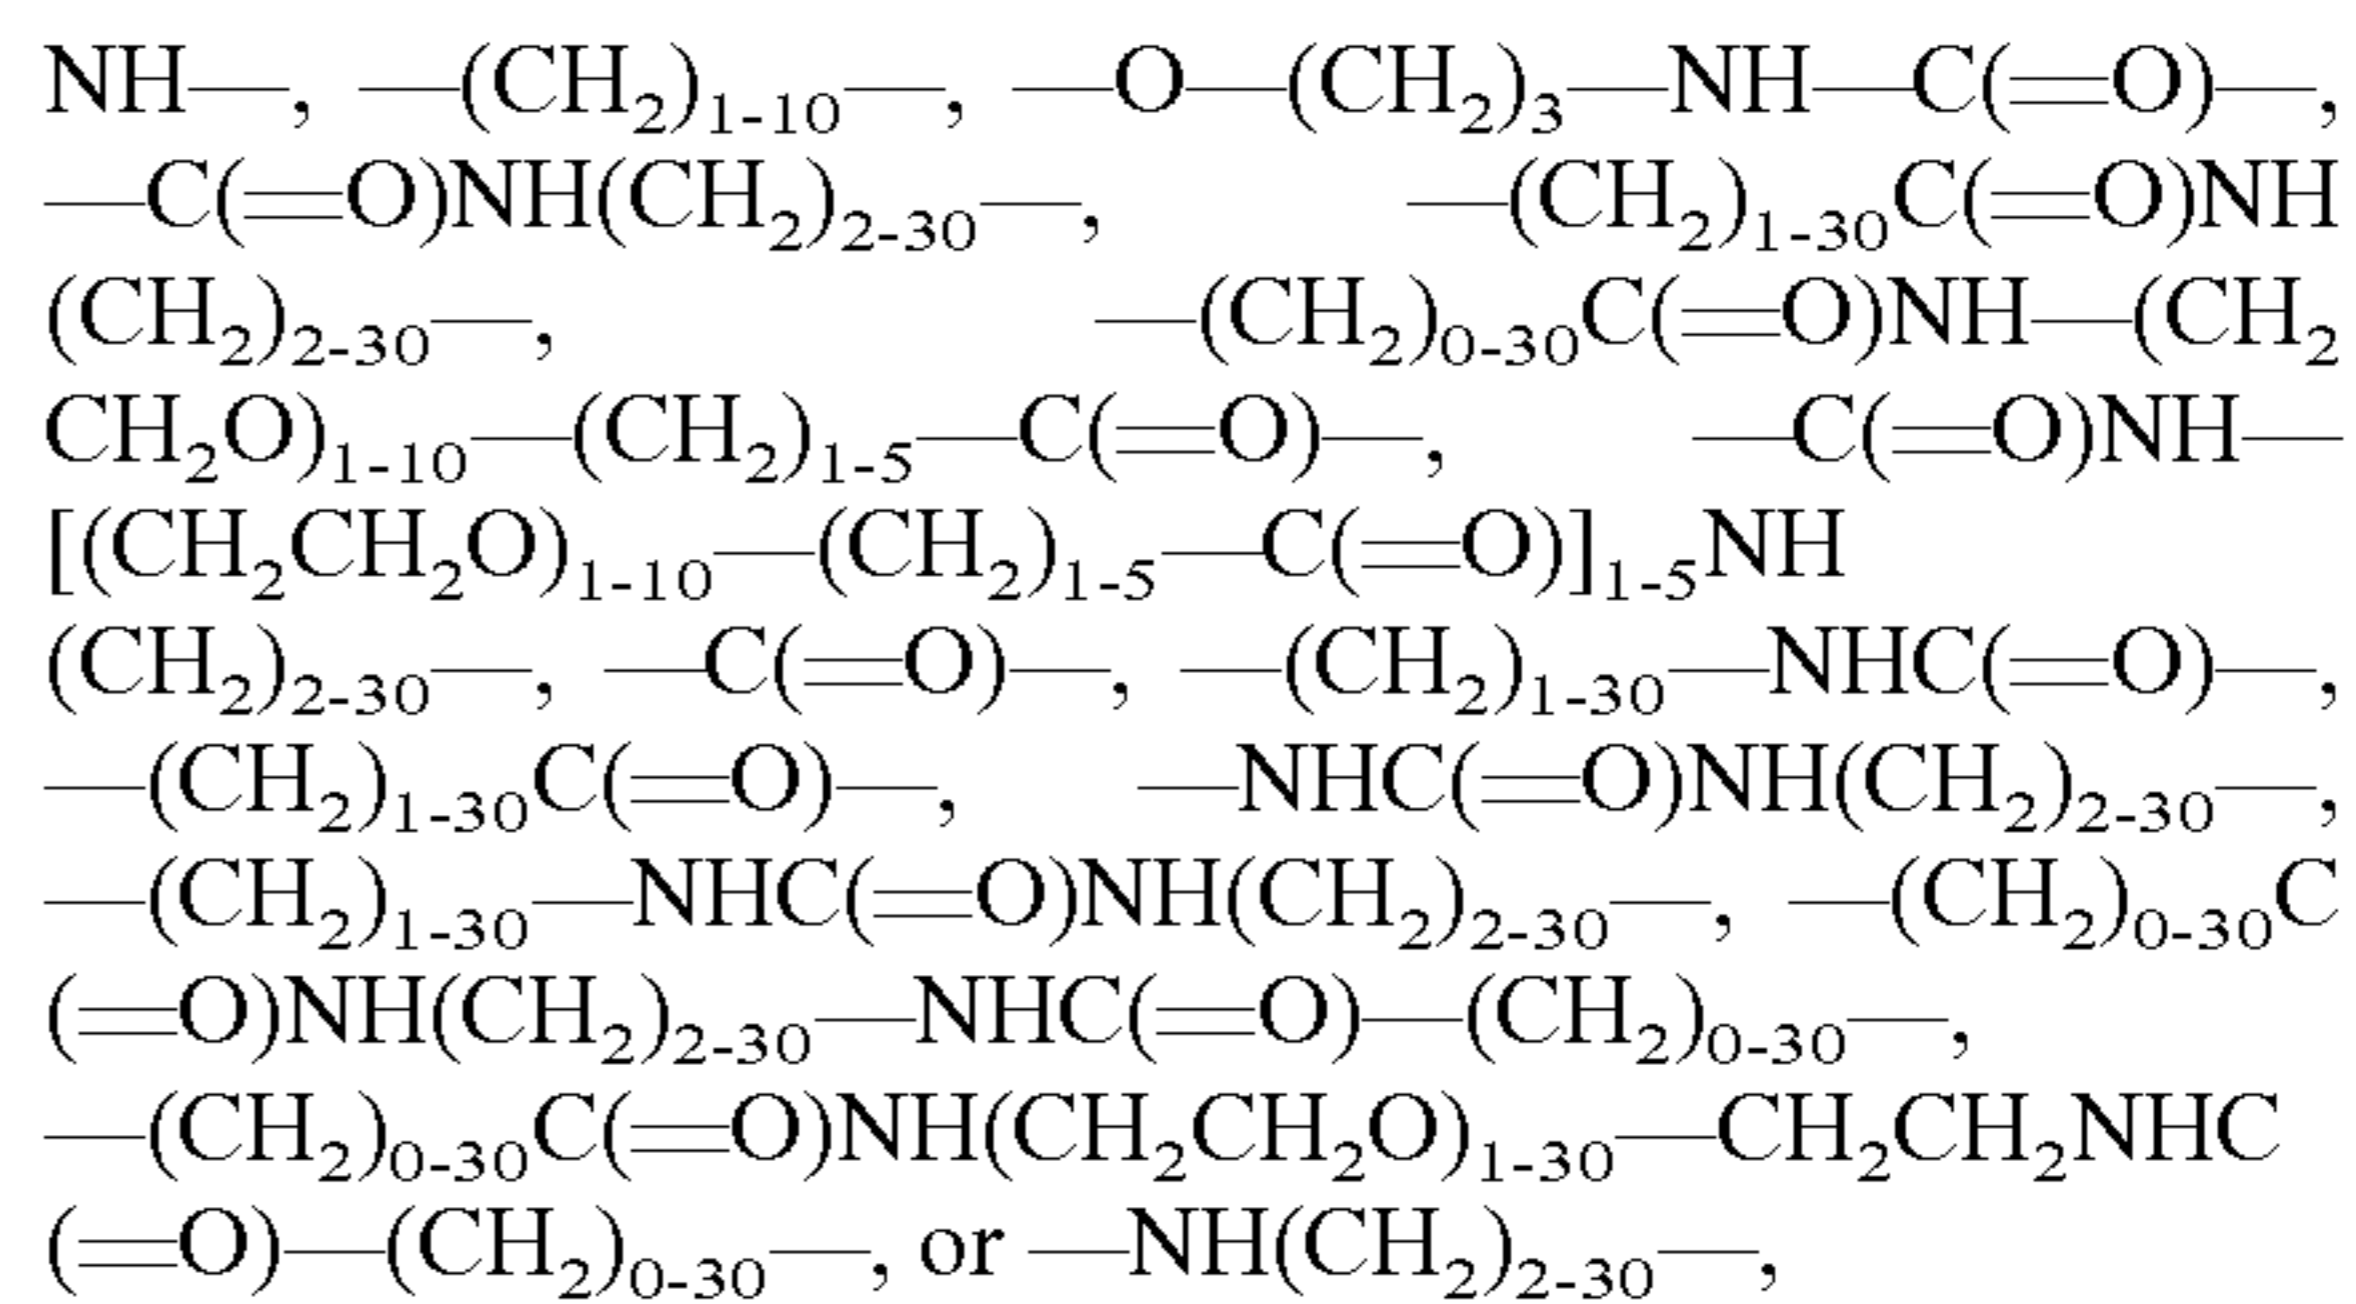 NH—, —(CH₂)₁₋₁₀—, —O—(CH₂)₃—NH—C(═O)—,
—C(═O)NH(CH₂)₂₋₃₀—, —(CH₂)₁₋₃₀C(═O)NH
(CH₂)₂₋₃₀—, —(CH₂)₀₋₃₀C(═O)NH—(CH₂
CH₂O)₁₋₁₀—(CH₂)₁₋₅—C(═O)—, —C(═O)NH—
[(CH₂CH₂O)₁₋₁₀—(CH₂)₁₋₅—C(═O)]₁₋₅NH
(CH₂)₂₋₃₀—, —C(═O)—, —(CH₂)₁₋₃₀—NHC(═O)—,
—(CH₂)₁₋₃₀C(═O)—, —NHC(═O)NH(CH₂)₂₋₃₀—,
—(CH₂)₁₋₃₀—NHC(═O)NH(CH₂)₂₋₃₀—, —(CH₂)₀₋₃₀C
(═O)NH(CH₂)₂₋₃₀—NHC(═O)—(CH₂)₀₋₃₀—,
—(CH₂)₀₋₃₀C(═O)NH(CH₂CH₂O)₁₋₃₀—CH₂CH₂NHC
(═O)—(CH₂)₀₋₃₀—, or —NH(CH₂)₂₋₃₀—,